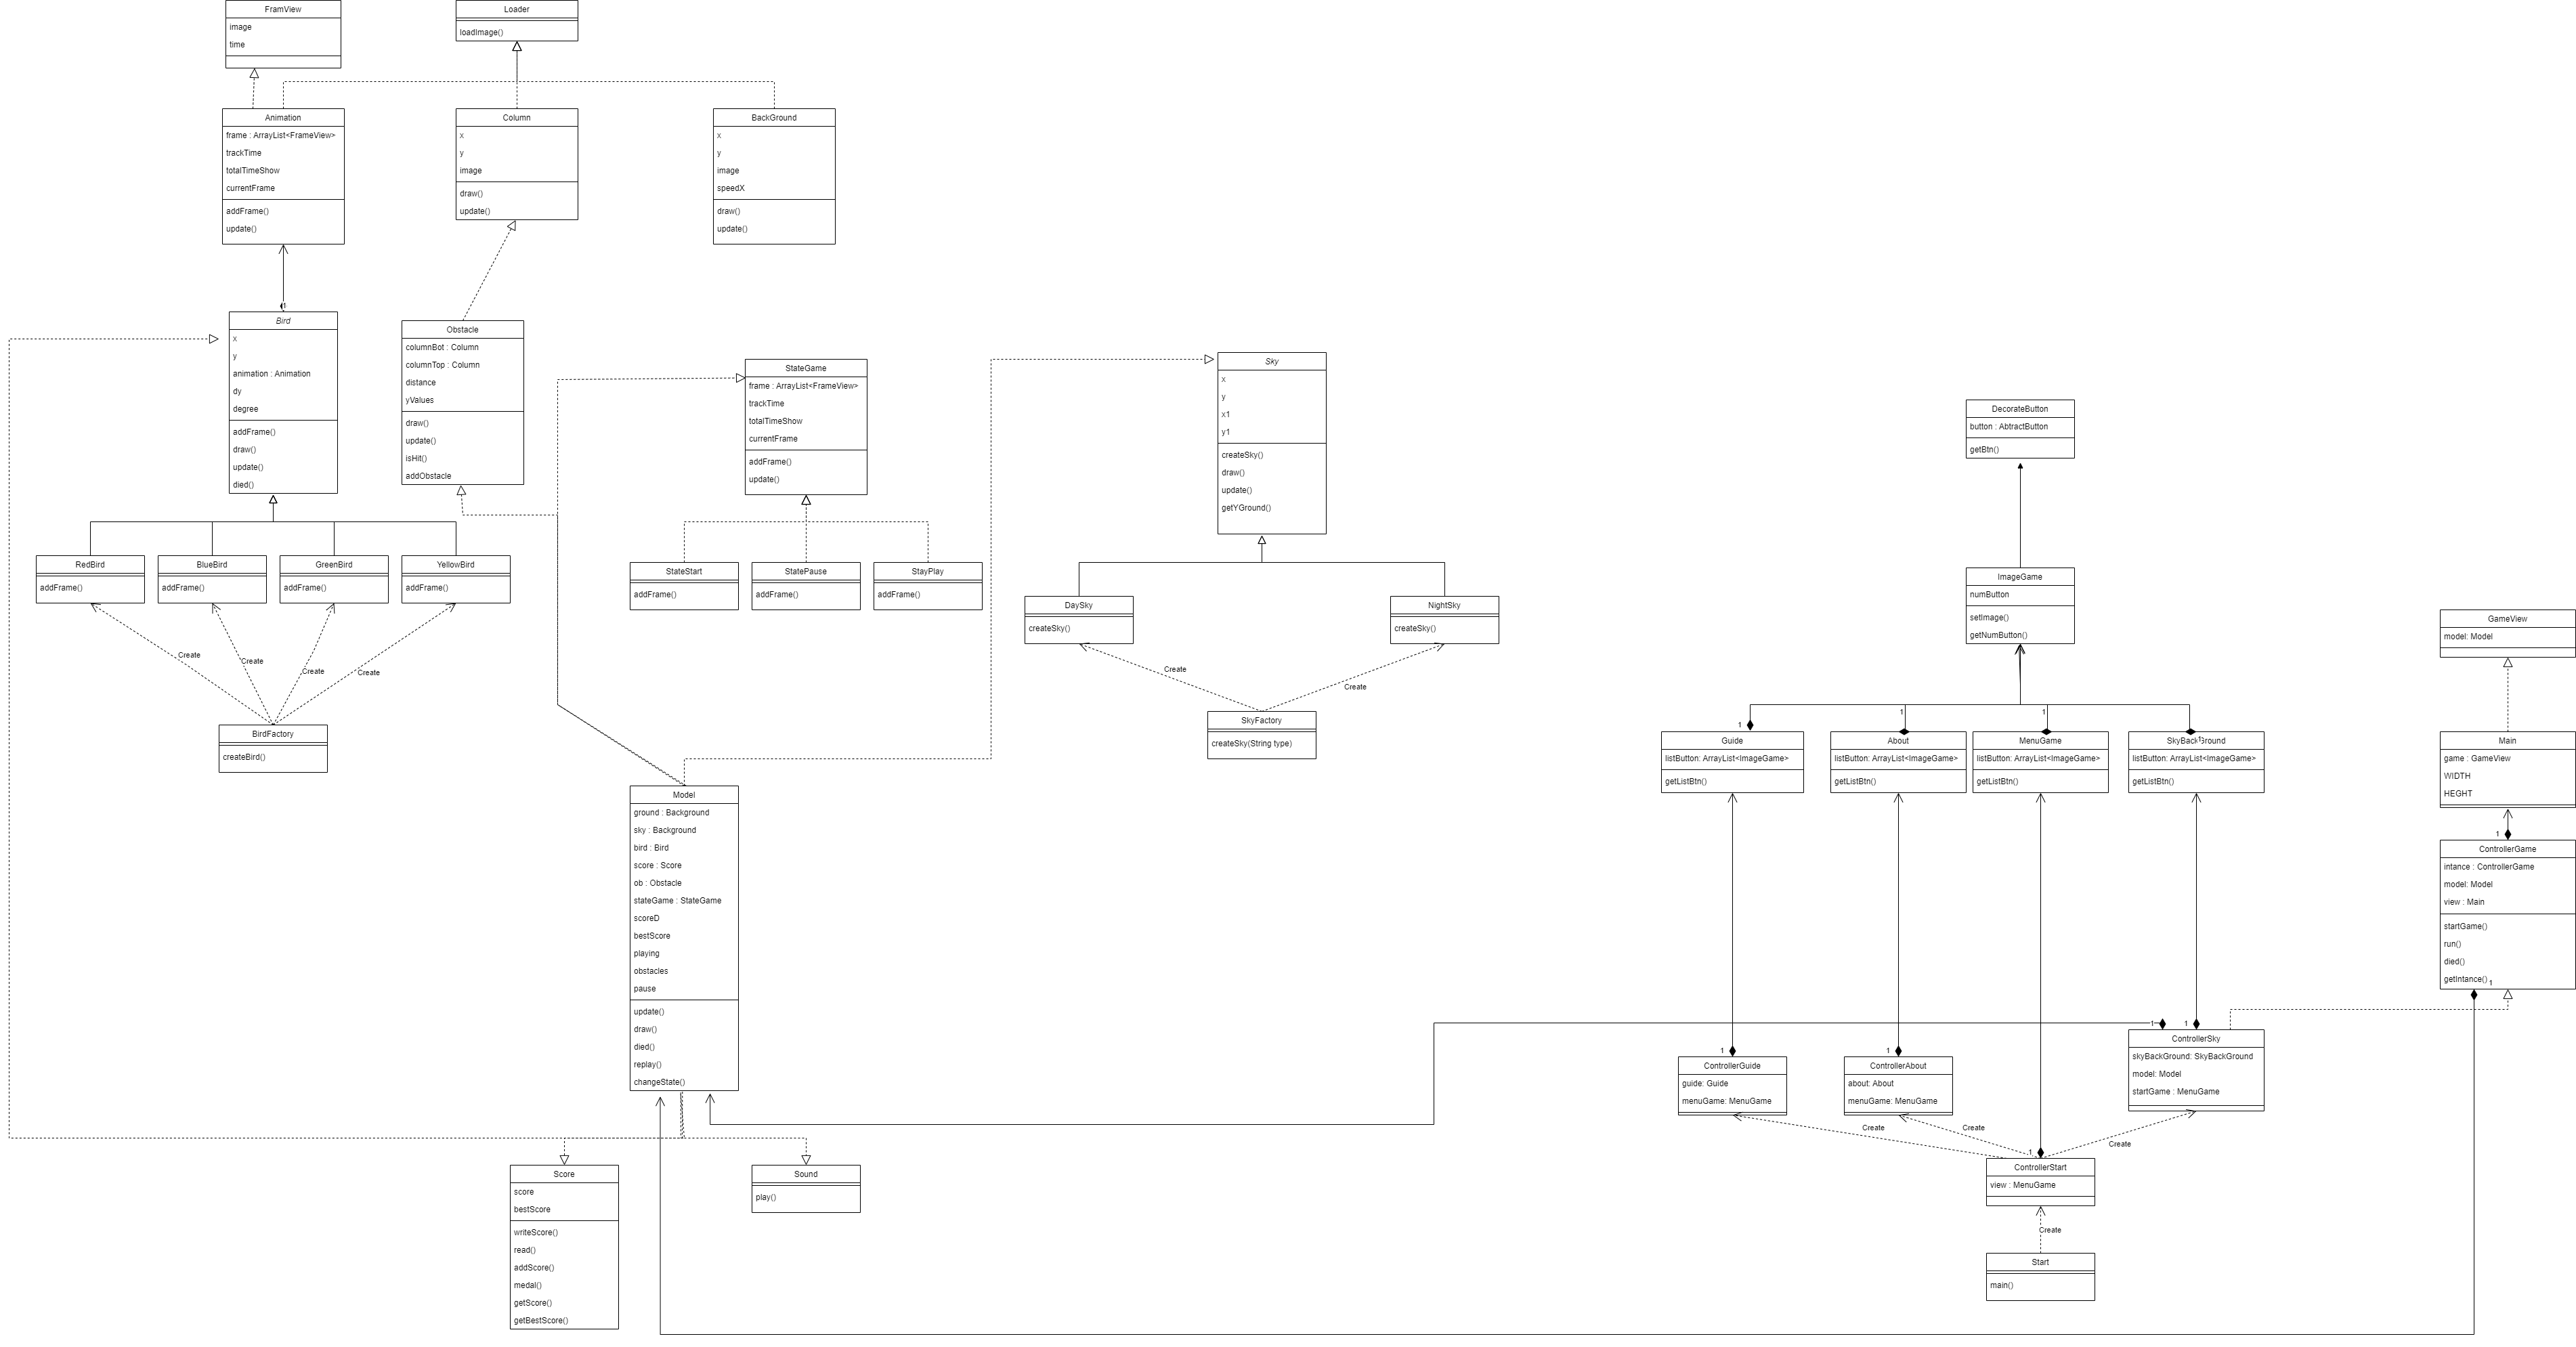 FramView
image
time
Loader
loadImage()
Animation
frame : ArrayList<FrameView>
trackTime
totalTimeShow
currentFrame
addFrame()
update()
Column
x
y
image
draw()
update()
BackGround
x
y
image
speedX
draw()
update()
1
Bird
x
y
animation : Animation
dy
degree
addFrame()
draw()
update()
died()
Obstacle
columnBot : Column
columnTop : Column
distance
yValues
draw()
update()
isHit()
addObstacle
StateGame
frame : ArrayList<FrameView>
trackTime
totalTimeShow
currentFrame
addFrame()
update()
Sky
x
y
x1
y1
createSky()
draw()
update()
getYGround()
DecorateButton
button : AbtractButton
getBtn()
RedBird
addFrame()
BlueBird
addFrame()
GreenBird
addFrame()
YellowBird
addFrame()
StateStart
addFrame()
StatePause
addFrame()
StayPlay
addFrame()
DaySky
createSky()
NightSky
createSky()
ImageGame
numButton
setImage()
getNumButton()
GameView
model: Model
Create
Create
Create
Create
Create
Create
BirdFactory
createBird()
SkyFactory
createSky(String type)
1
1
1
1
Guide
listButton: ArrayList<ImageGame>
getListBtn()
About
listButton: ArrayList<ImageGame>
getListBtn()
MenuGame
listButton: ArrayList<ImageGame>
getListBtn()
SkyBackGround
listButton: ArrayList<ImageGame>
getListBtn()
Main
game : GameView
WIDTH
HEGHT
Model
ground : Background
sky : Background
bird : Bird
score : Score
ob : Obstacle
stateGame : StateGame
scoreD
bestScore
playing
obstacles
pause
update()
draw()
died()
replay()
changeState()
1
ControllerGame
intance : ControllerGame
model: Model
view : Main
startGame()
run()
died()
getIntance()
1
1
1
1
1
ControllerGuide
guide: Guide
menuGame: MenuGame
ControllerAbout
about: About
menuGame: MenuGame
ControllerSky
skyBackGround: SkyBackGround
model: Model
startGame : MenuGame
Create
Create
Create
1
ControllerStart
view : MenuGame
Create
Start
main()
Score
score
bestScore
writeScore()
read()
addScore()
medal()
getScore()
getBestScore()
Sound
play()